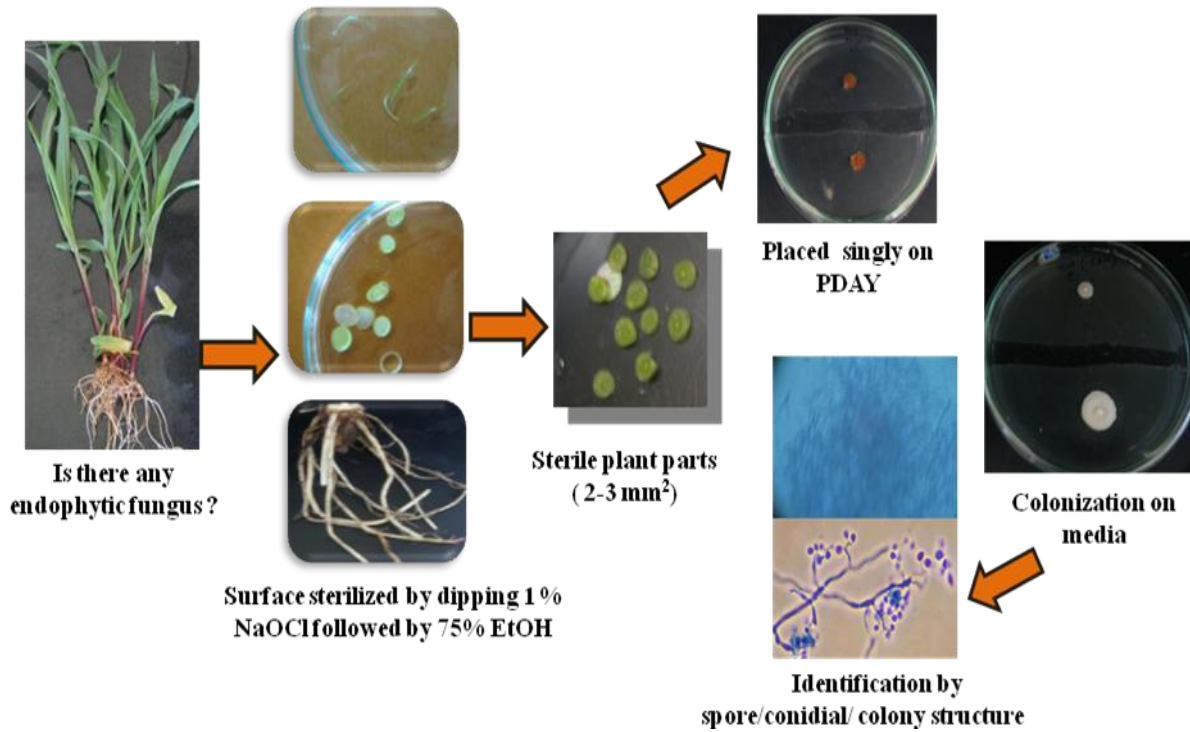 Is there any
endophytic fungus ?
Surface sterilized by dipping 1 %
NaOCl followed by 75% EtOH
Sterile plant parts
( 2-3 mm²)
Placed singly on
PDAY
Colonization on
media
Identification by
spore/conidial/ colony structure